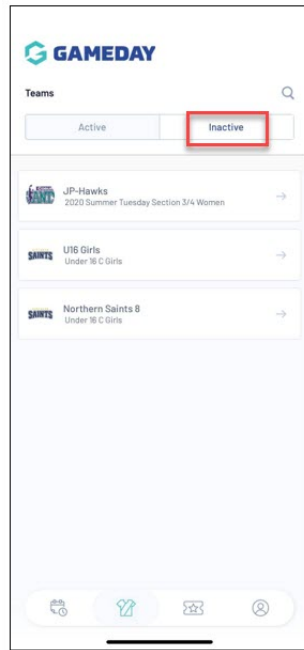 GAMEDAY
Teams
Active
Inactive
JP-Hawks
2020 Summer Tuesday Section 3/4 Women
SAINTS
U16 Girls
Under 16 C Girls
SAINTS
Northern Saints 8
Under 16 C Girls